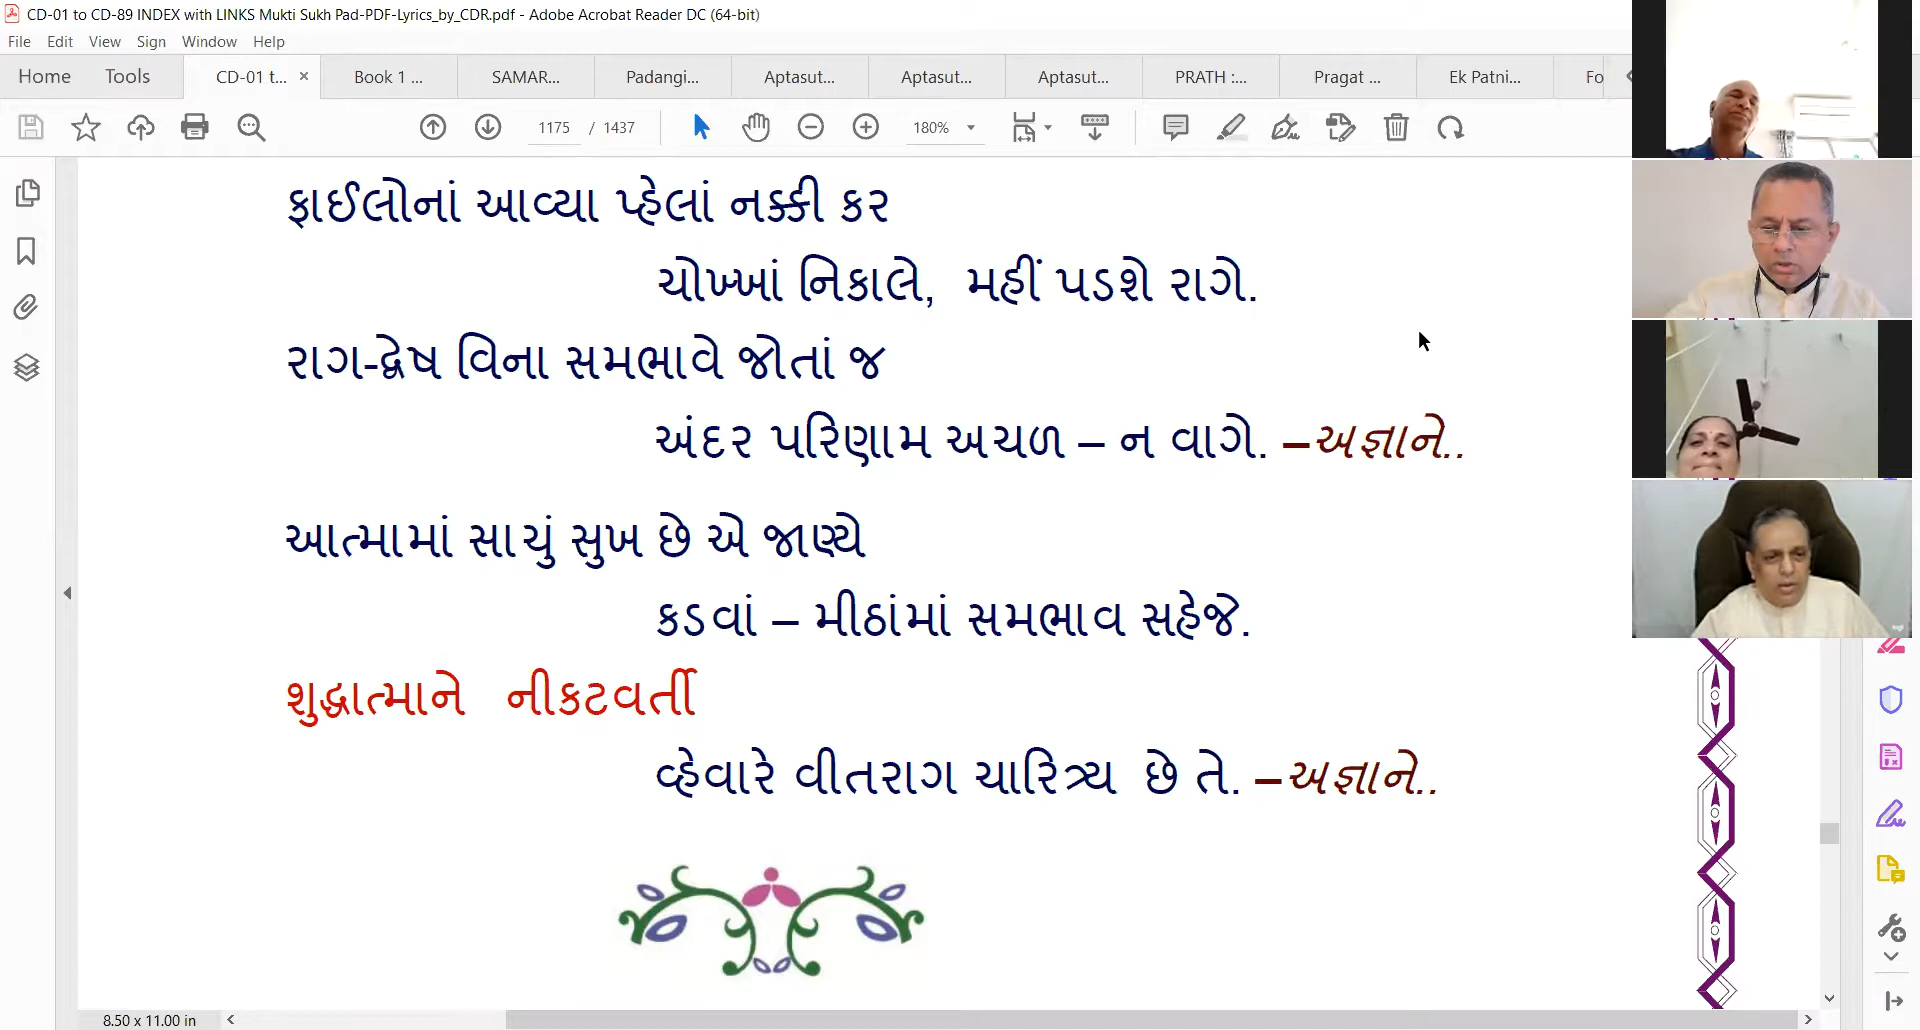 CD-01 to CD-89 INDEX with LINKS Mukti Sukh Pad-PDF-Lyrics_by_CDR.pdf - Adobe Acrobat Reader DC (64-bit)
File Edit View Sign Window Help
Home Tools CD-01 t... × Book 1 ... SAMAR... Padangi... Aptasut... Aptasut... Aptasut... PRATH :... Pragat ... Ek Patni... Fo
1175 / 1437 180%
ફાઈલોનાં આવ્યા પ્હેલાં નક્કી કર
ચોખ્ખાં નિકાલે, મહીં પડશે રાગે.
રાગ-દ્વેષ વિના સમભાવે જોતાં જ
અંદર પરિણામ અચળ – ન વાગે. –અજ્ઞાને..
આત્મામાં સાચું સુખ છે એ જાણ્યે
કડવાં – મીઠાંમાં સમભાવ સહેજે.
શુદ્ધાત્માને નીકટવર્તી
વ્હેવારે વીતરાગ ચારિત્ર્ય છે તે. –અજ્ઞાને..
8.50 x 11.00 in